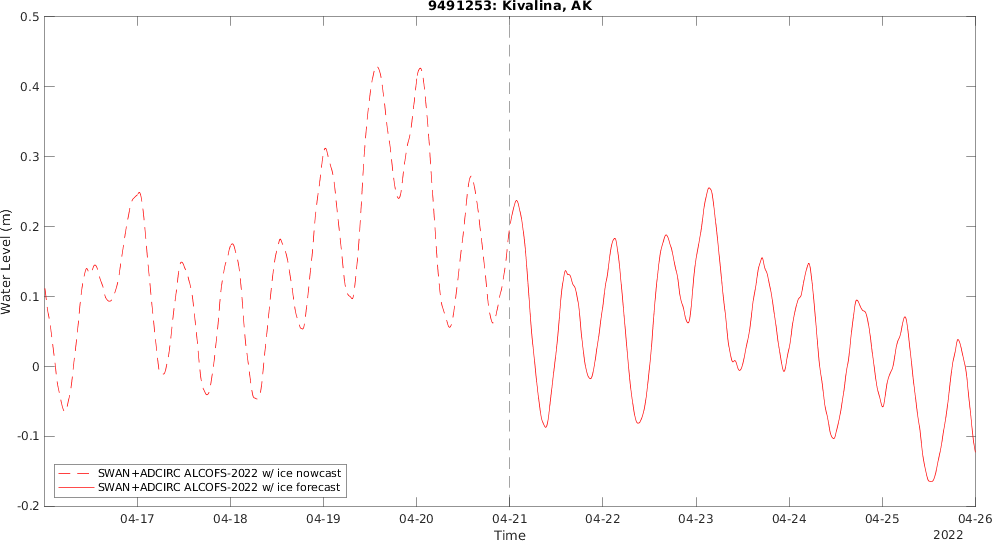 9491253: Kivalina, AK
0.5
0.4
0.3
0.2
0.1
0
-0.1
-0.2
Water Level (m)
SWAN+ADCIRC ALCOFS-2022 w/ ice nowcast
SWAN+ADCIRC ALCOFS-2022 w/ ice forecast
04-17 04-18 04-19 04-20 04-21 04-22 04-23 04-24 04-25 04-26
Time
2022